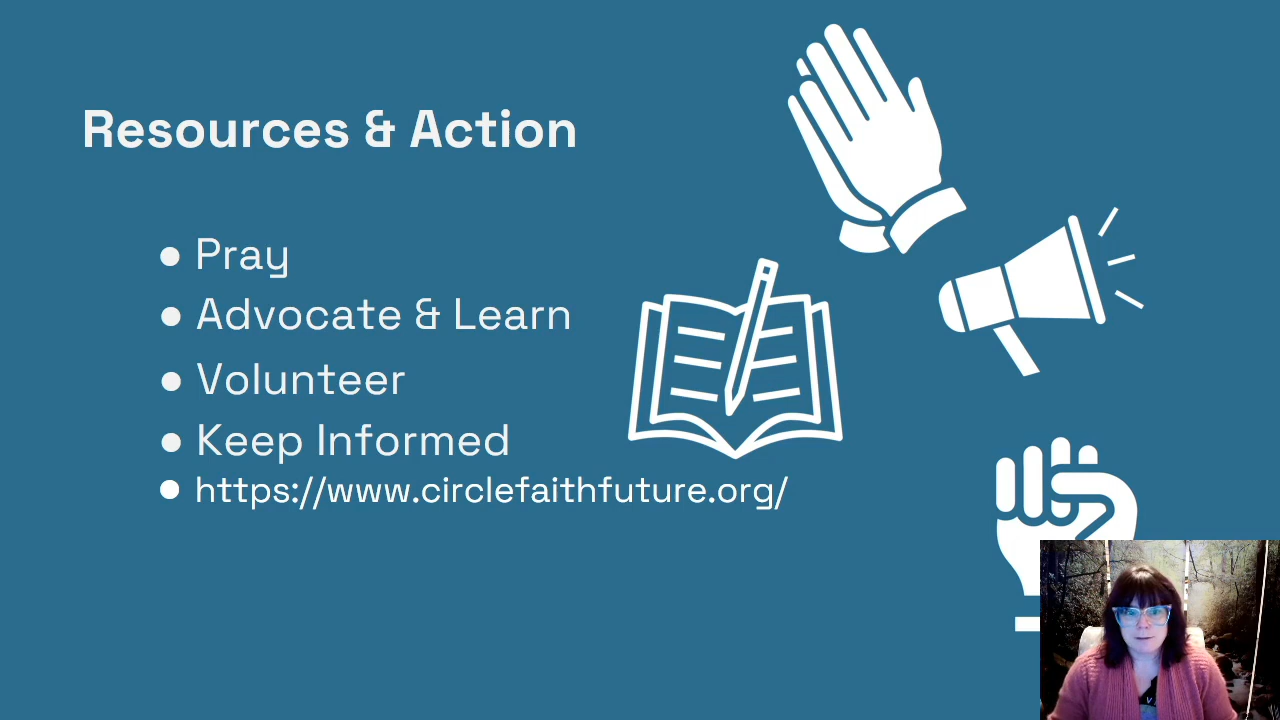 Resources & Action
• Pray
• Advocate & Learn
• Volunteer
• Keep Informed
• https://www.circlefaithfuture.org/